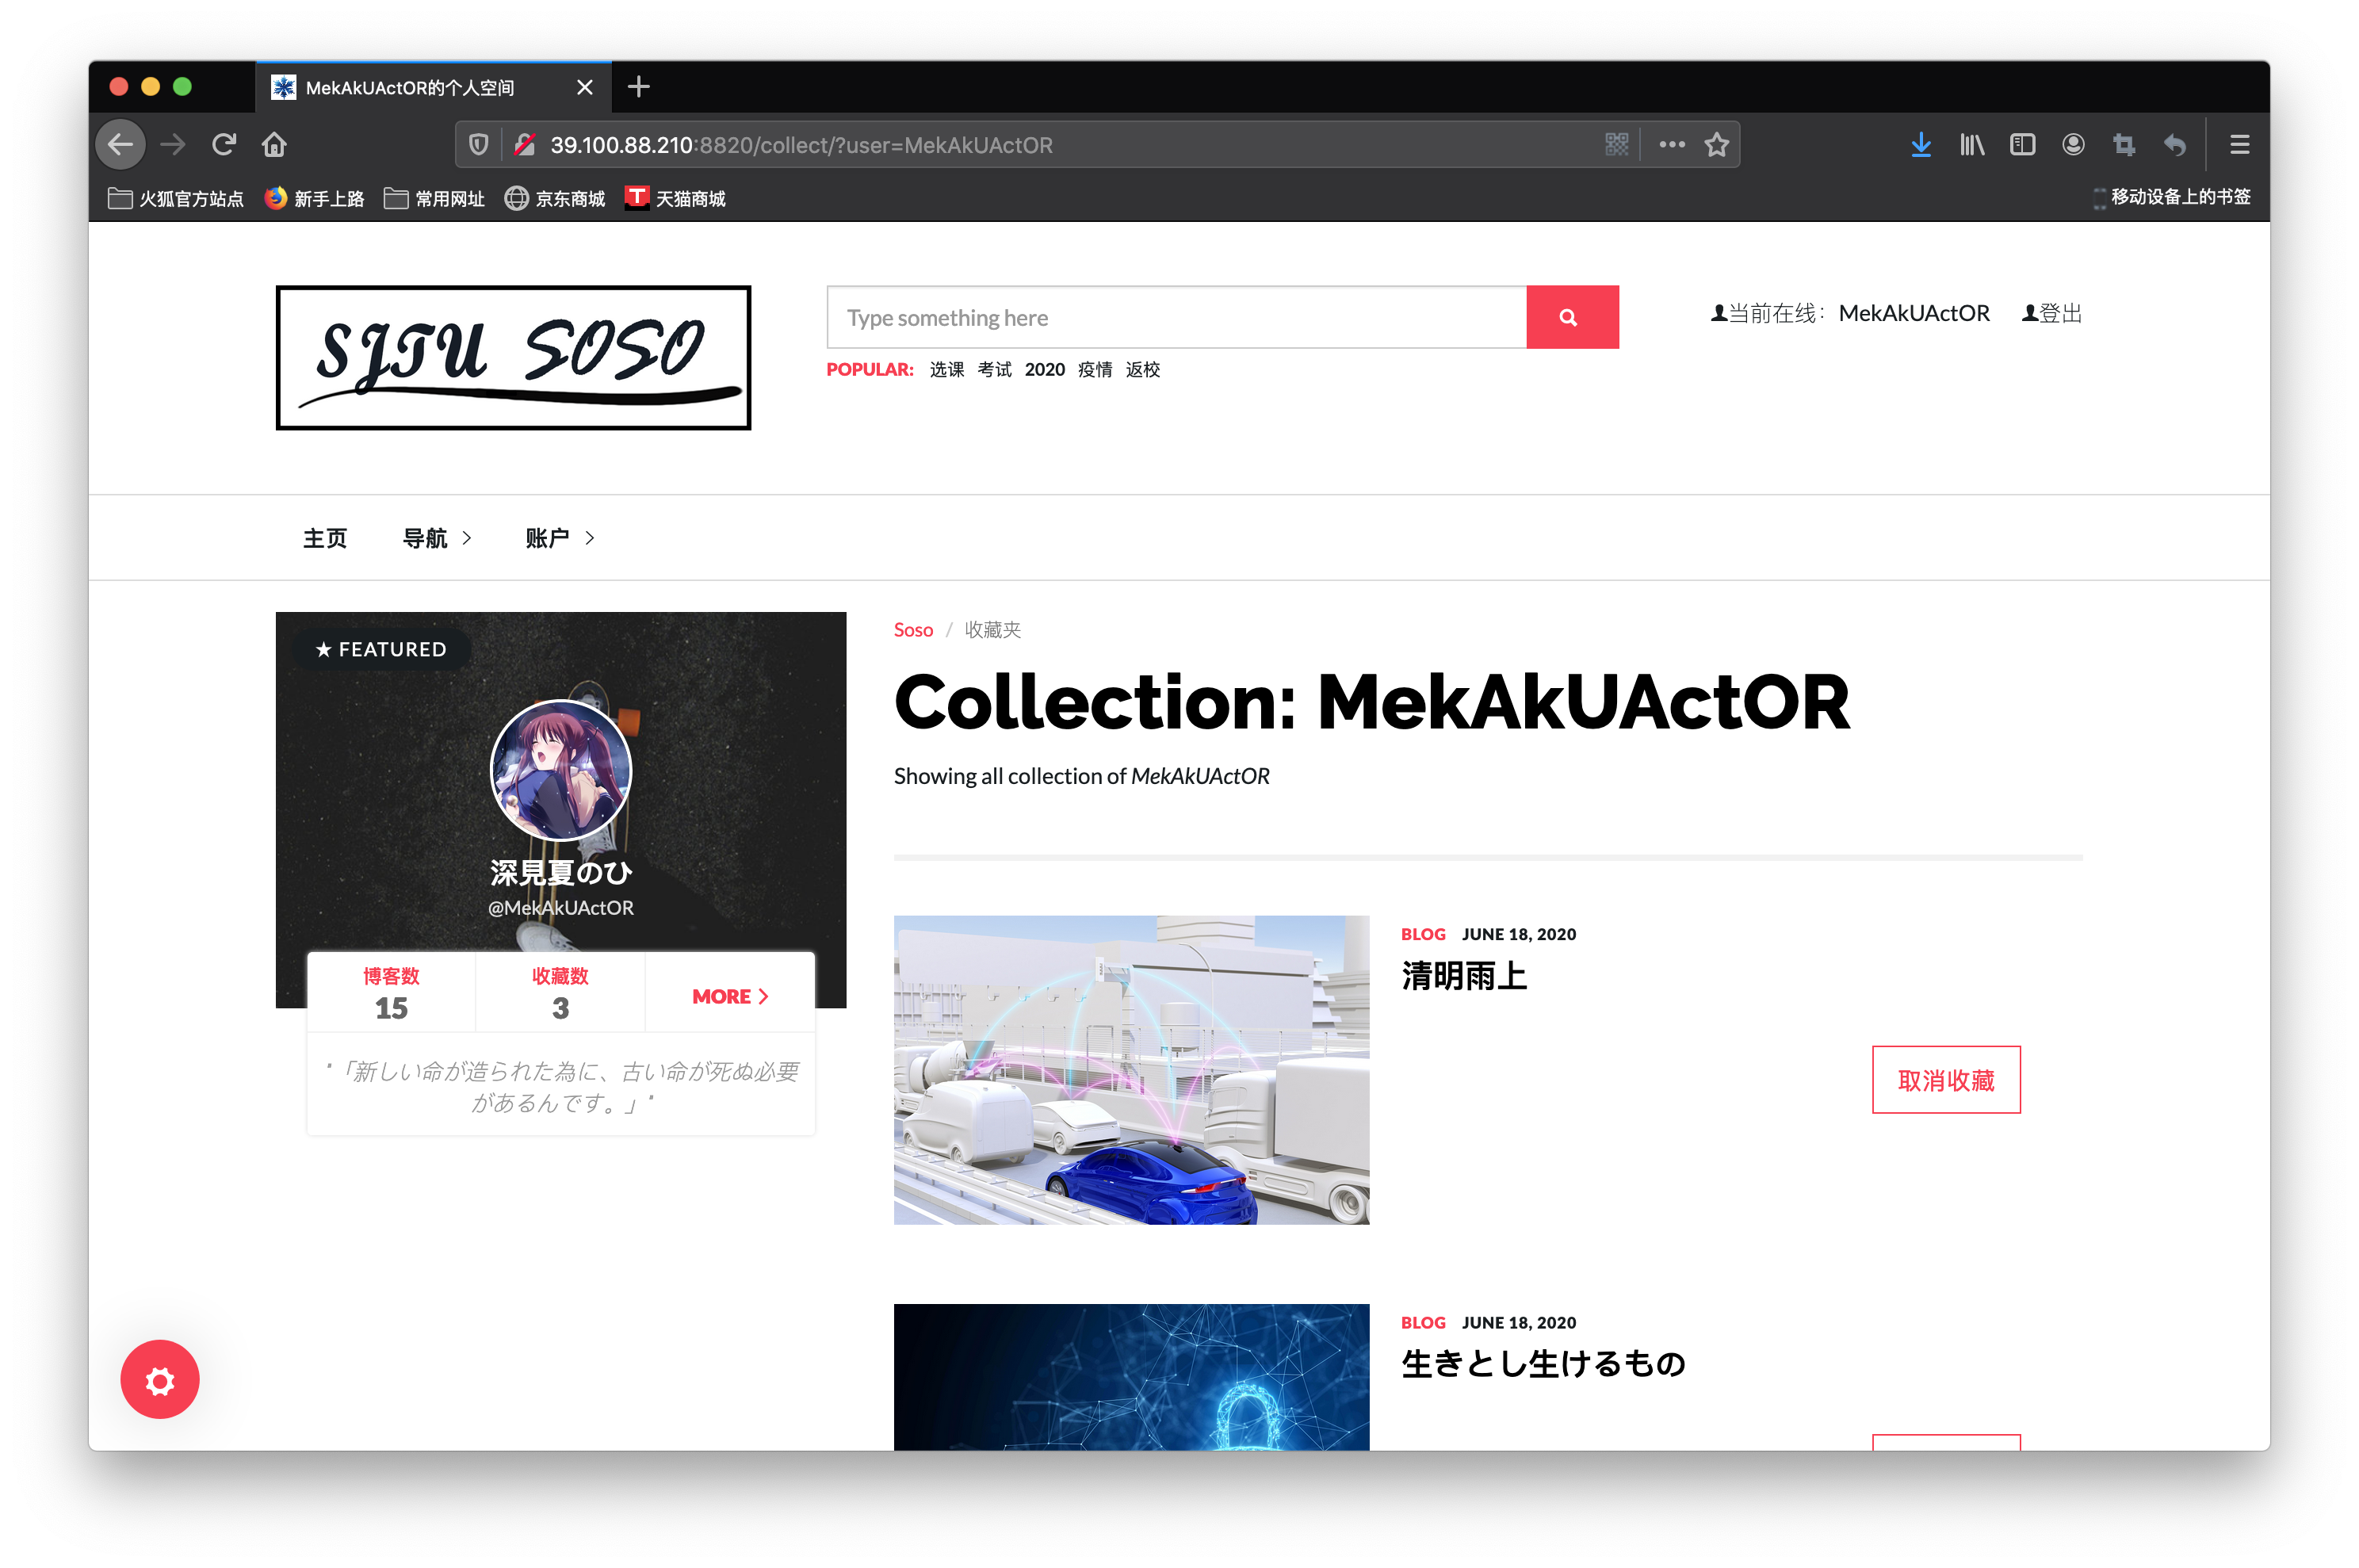 MekAkUActOR的个人空间
39.100.88.210:8820/collect/?user=MekAkUActOR
火狐官方站点 新手上路 常用网址 京东商城 T 天猫商城 移动设备上的书签
SJTU SOSO
Type something here
当前在线: MekAkUActOR 登出
POPULAR: 选课 考试 2020 疫情 返校
主页 导航 账户
★ FEATURED
深見夏のひ
@MekAkUActOR
博客数 收藏数
15 3 MORE
"「新しい命が造られた為に、古い命が死ぬ必要
があるんです。」"
Soso / 收藏夹
Collection: MekAkUActOR
Showing all collection of MekAkUActOR
BLOG JUNE 18, 2020
清明雨上
取消收藏
BLOG JUNE 18, 2020
生きとし生けるもの